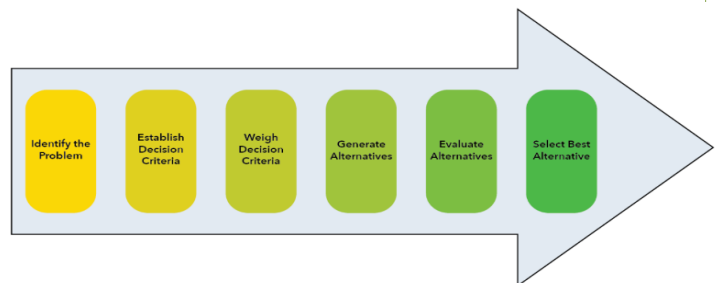 Identify the
Problem
Establish
Decision
Criteria
Weigh
Decision
Criteria
Generate
Alternatives
Evaluate
Alternatives
Select Best
Alternative